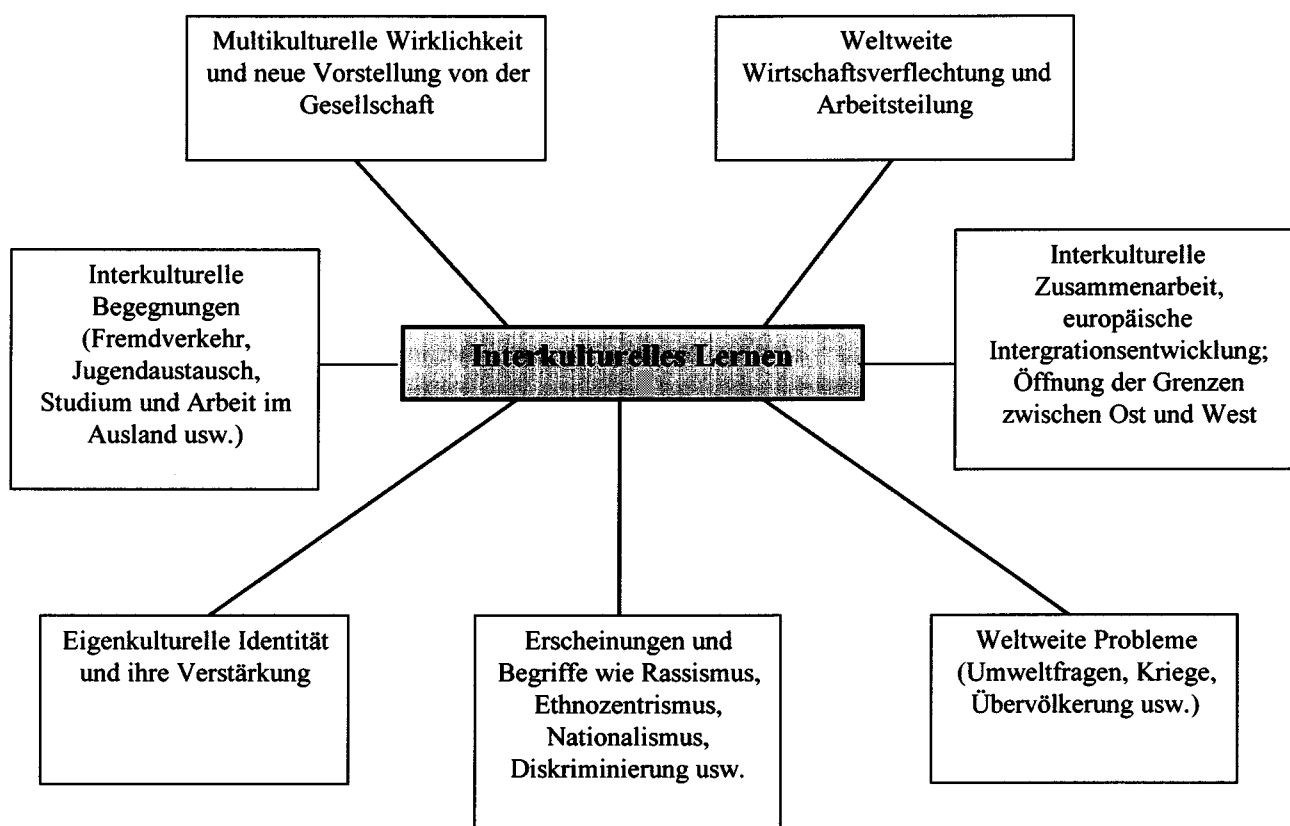 Multikulturelle Wirklichkeit
und neue Vorstellung von der
Gesellschaft
Weltweite
Wirtschaftsverflechtung und
Arbeitsteilung
Interkulturelle
Begegnungen
(Fremdverkehr,
Jugendaustausch,
Studium und Arbeit im
Ausland usw.)
Interkulturelles Lernen
Interkulturelle
Zusammenarbeit,
europäische
Intergrationsentwicklung;
Öffnung der Grenzen
zwischen Ost und West
Eigenkulturelle Identität
und ihre Verstärkung
Erscheinungen und
Begriffe wie Rassismus,
Ethnozentrismus,
Nationalismus,
Diskriminierung usw.
Weltweite Probleme
(Umweltfragen, Kriege,
Übervölkerung usw.)